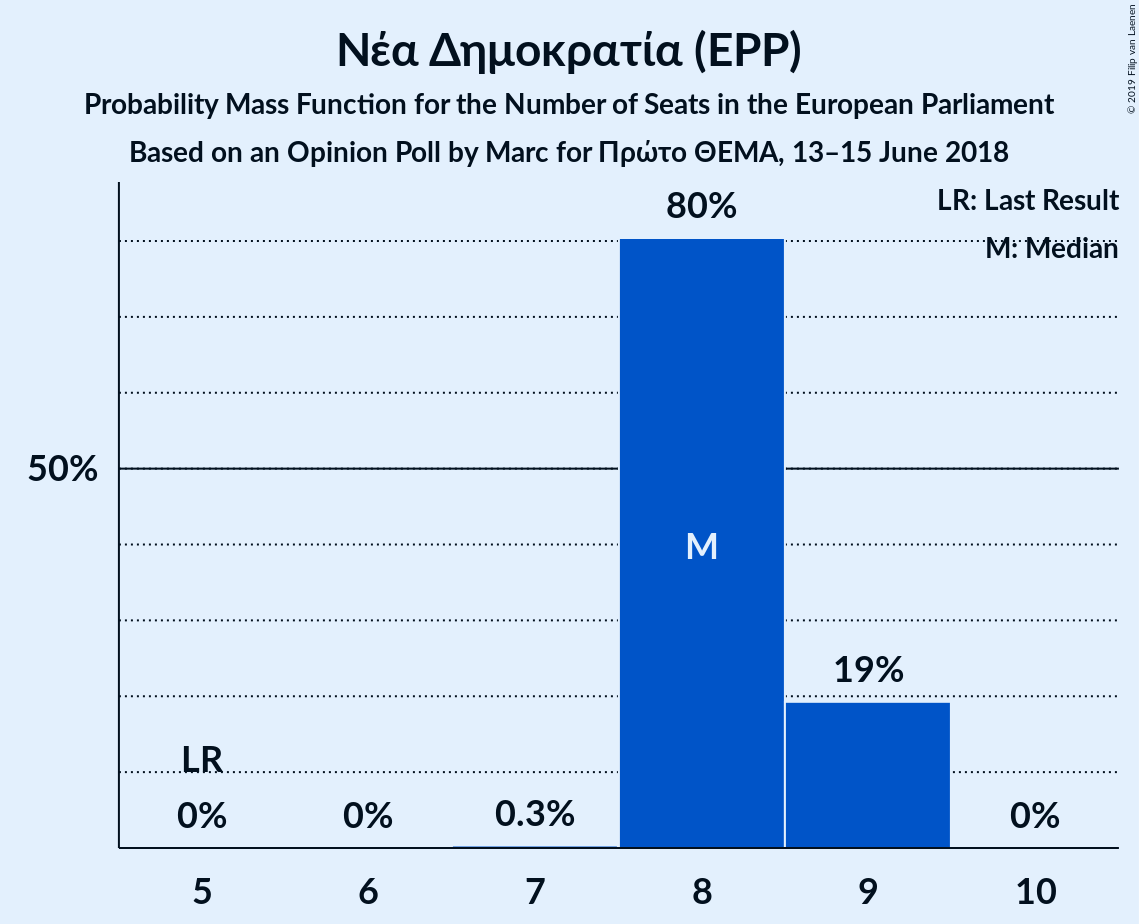 Νέα Δημοκρατία (EPP)
Probability Mass Function for the Number of Seats in the European Parliament
Based on an Opinion Poll by Marc for Πρώτο ΘΕΜΑ, 13–15 June 2018
© 2019 Filip van Laenen
LR: Last Result
M: Median
80%
50%
M
19%
LR
0% 0% 0.3% 0%
5 6 7 8 9 10